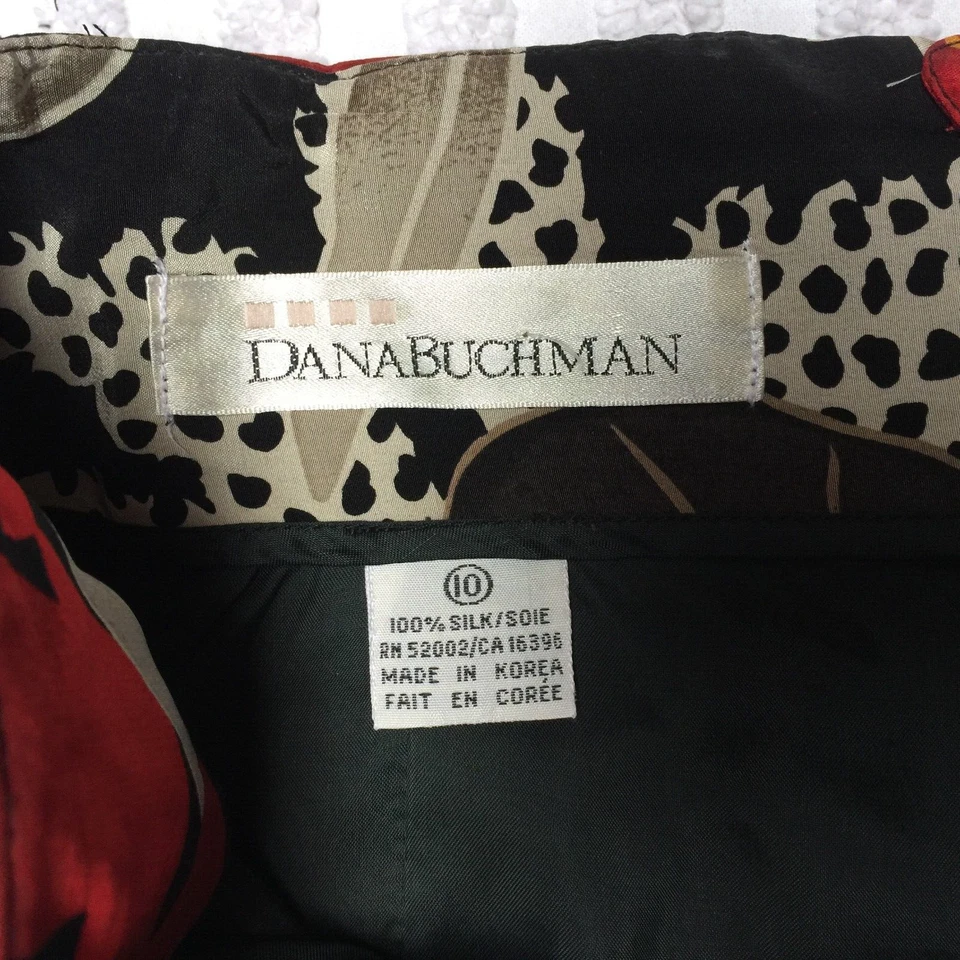 DANABUCHMAN
10
100% SILK/SOIE
RN 52002/CA 16396
MADE IN KOREA
FAIT EN CORÉE